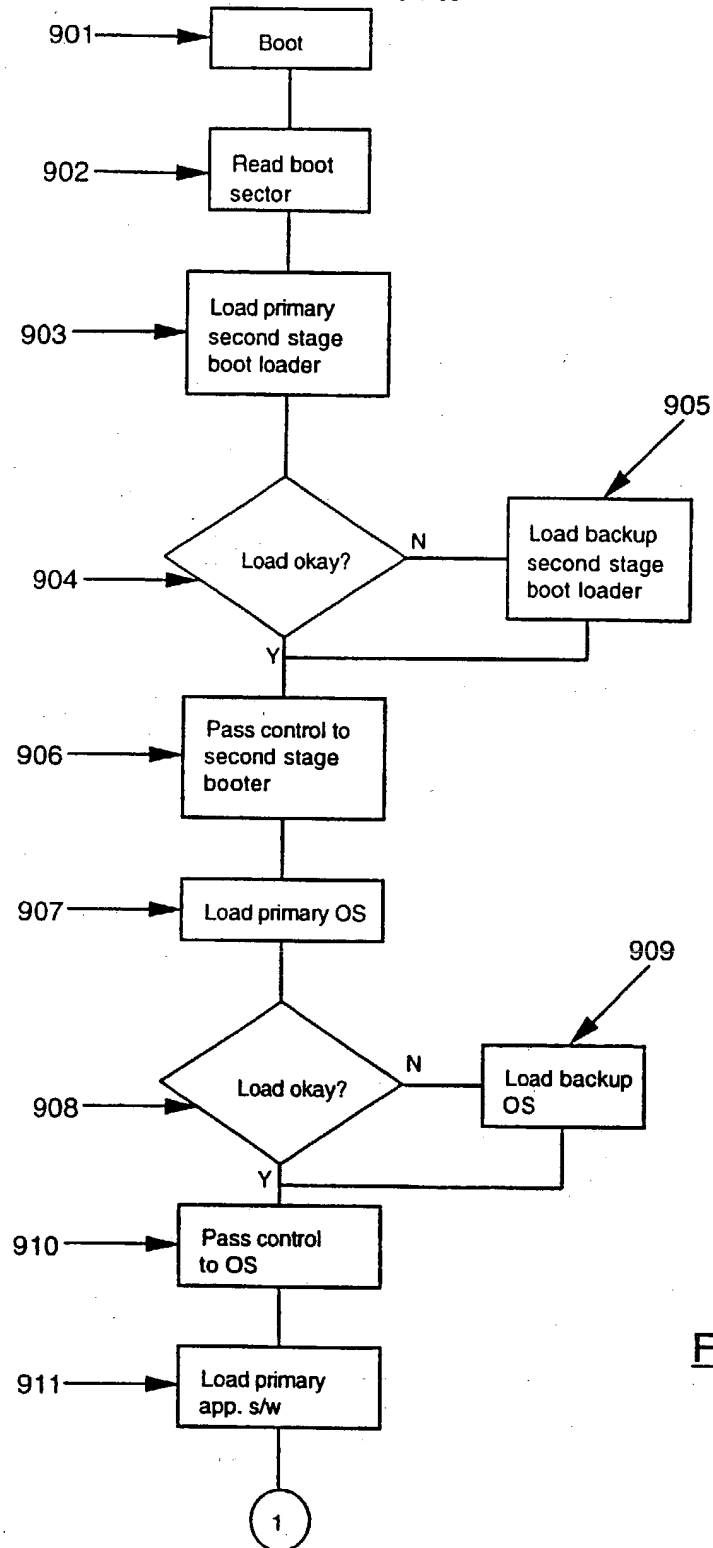 901
Boot
902
Read boot
sector
903
Load primary
second stage
boot loader
905
904
Load okay?
N
Load backup
second stage
boot loader
Y
906
Pass control to
second stage
booter
907
Load primary OS
909
908
Load okay?
N
Load backup
OS
Y
910
Pass control
to OS
911
Load primary
app. s/w
F
1